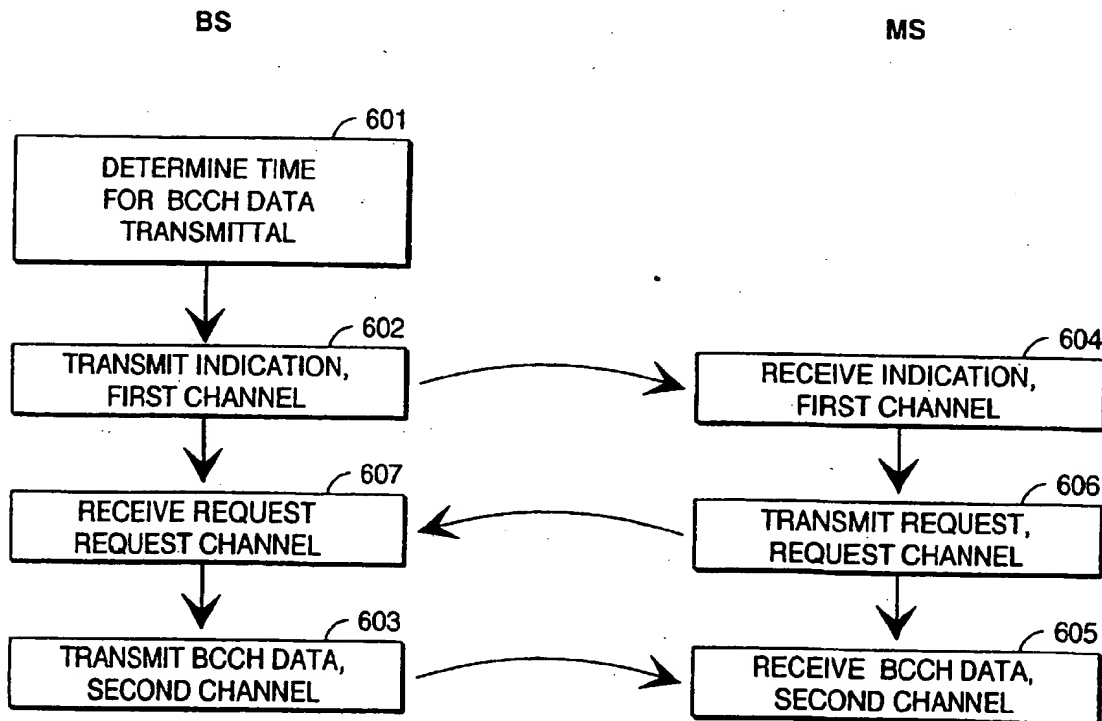 BS
MS
601
DETERMINE TIME
FOR BCCH DATA
TRANSMITTAL
602
TRANSMIT INDICATION,
FIRST CHANNEL
604
RECEIVE INDICATION,
FIRST CHANNEL
607
RECEIVE REQUEST
REQUEST CHANNEL
606
TRANSMIT REQUEST,
REQUEST CHANNEL
603
TRANSMIT BCCH DATA,
SECOND CHANNEL
605
RECEIVE BCCH DATA,
SECOND CHANNEL